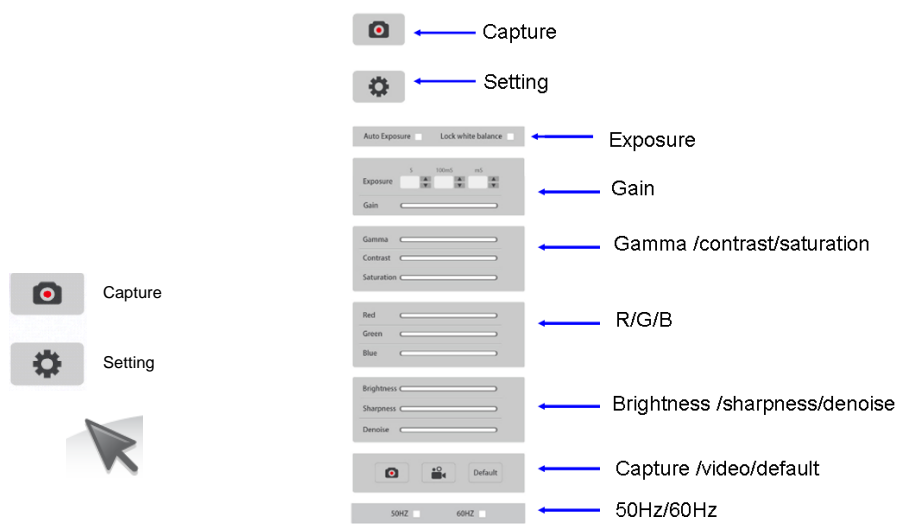 Capture
Setting
Capture
Setting
Auto Exposure Lock white balance
Exposure
S 100mS mS
Exposure
Gain
Gain
Gamma
Contrast
Saturation
Gamma /contrast/saturation
Red
Green
Blue
R/G/B
Brightness
Sharpness
Denoise
Brightness /sharpness/denoise
Default
Capture /video/default
50HZ 60HZ
50Hz/60Hz